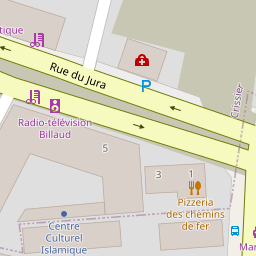 tique
Rue du Jura
P
Crissier
Radio-télévision
Billaud
5
3
1
Pizzeria
des chemins
de fer
Centre
Culturel
Islamique
Mar